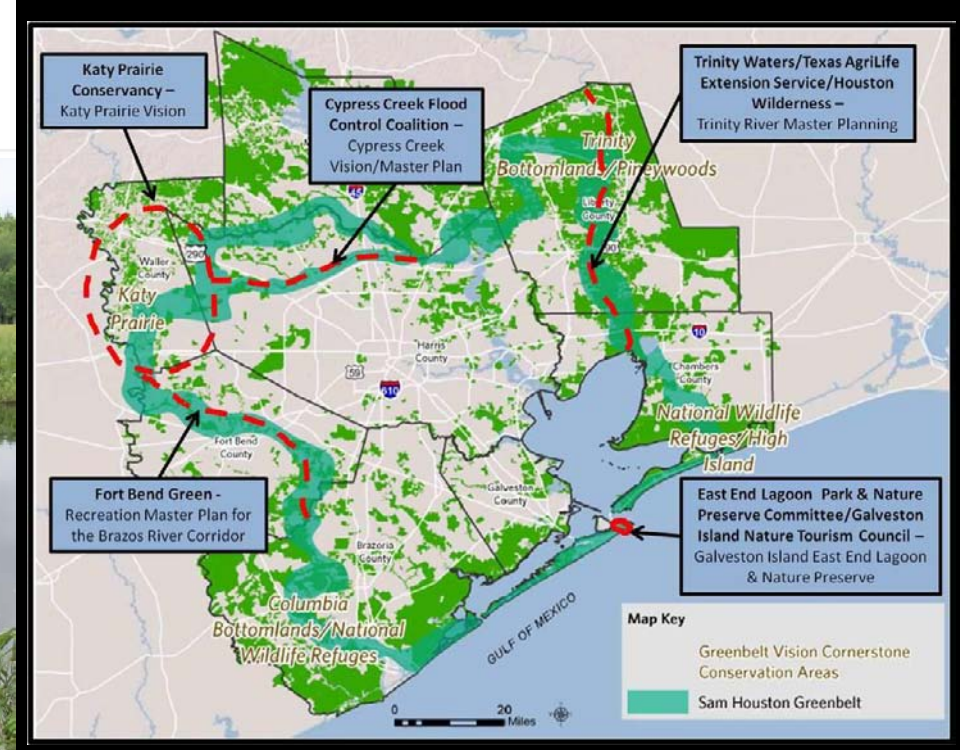 Katy Prairie
Conservancy –
Katy Prairie Vision
Cypress Creek Flood
Control Coalition –
Cypress Creek
Vision/Master Plan
Trinity Waters/Texas AgriLife
Extension Service/Houston
Wilderness –
Trinity River Master Planning
Trinity
Bottomlands/Pineywoods
45
Liberty
County
90
290
Waller
County
Katy
Prairie
10
Harris
County
59
610
Chambers
County
National Wildlife
Refuges/High
Island
Fort Bend
County
Galveston
County
Fort Bend Green -
Recreation Master Plan for
the Brazos River Corridor
East End Lagoon Park & Nature
Preserve Committee/Galveston
Island Nature Tourism Council –
Galveston Island East End Lagoon
& Nature Preserve
Brazoria
County
Columbia
Bottomlands/National
Wildlife Refuges
GULF OF MEXICO
Map Key
Greenbelt Vision Cornerstone
Conservation Areas
Sam Houston Greenbelt
0 20
Miles